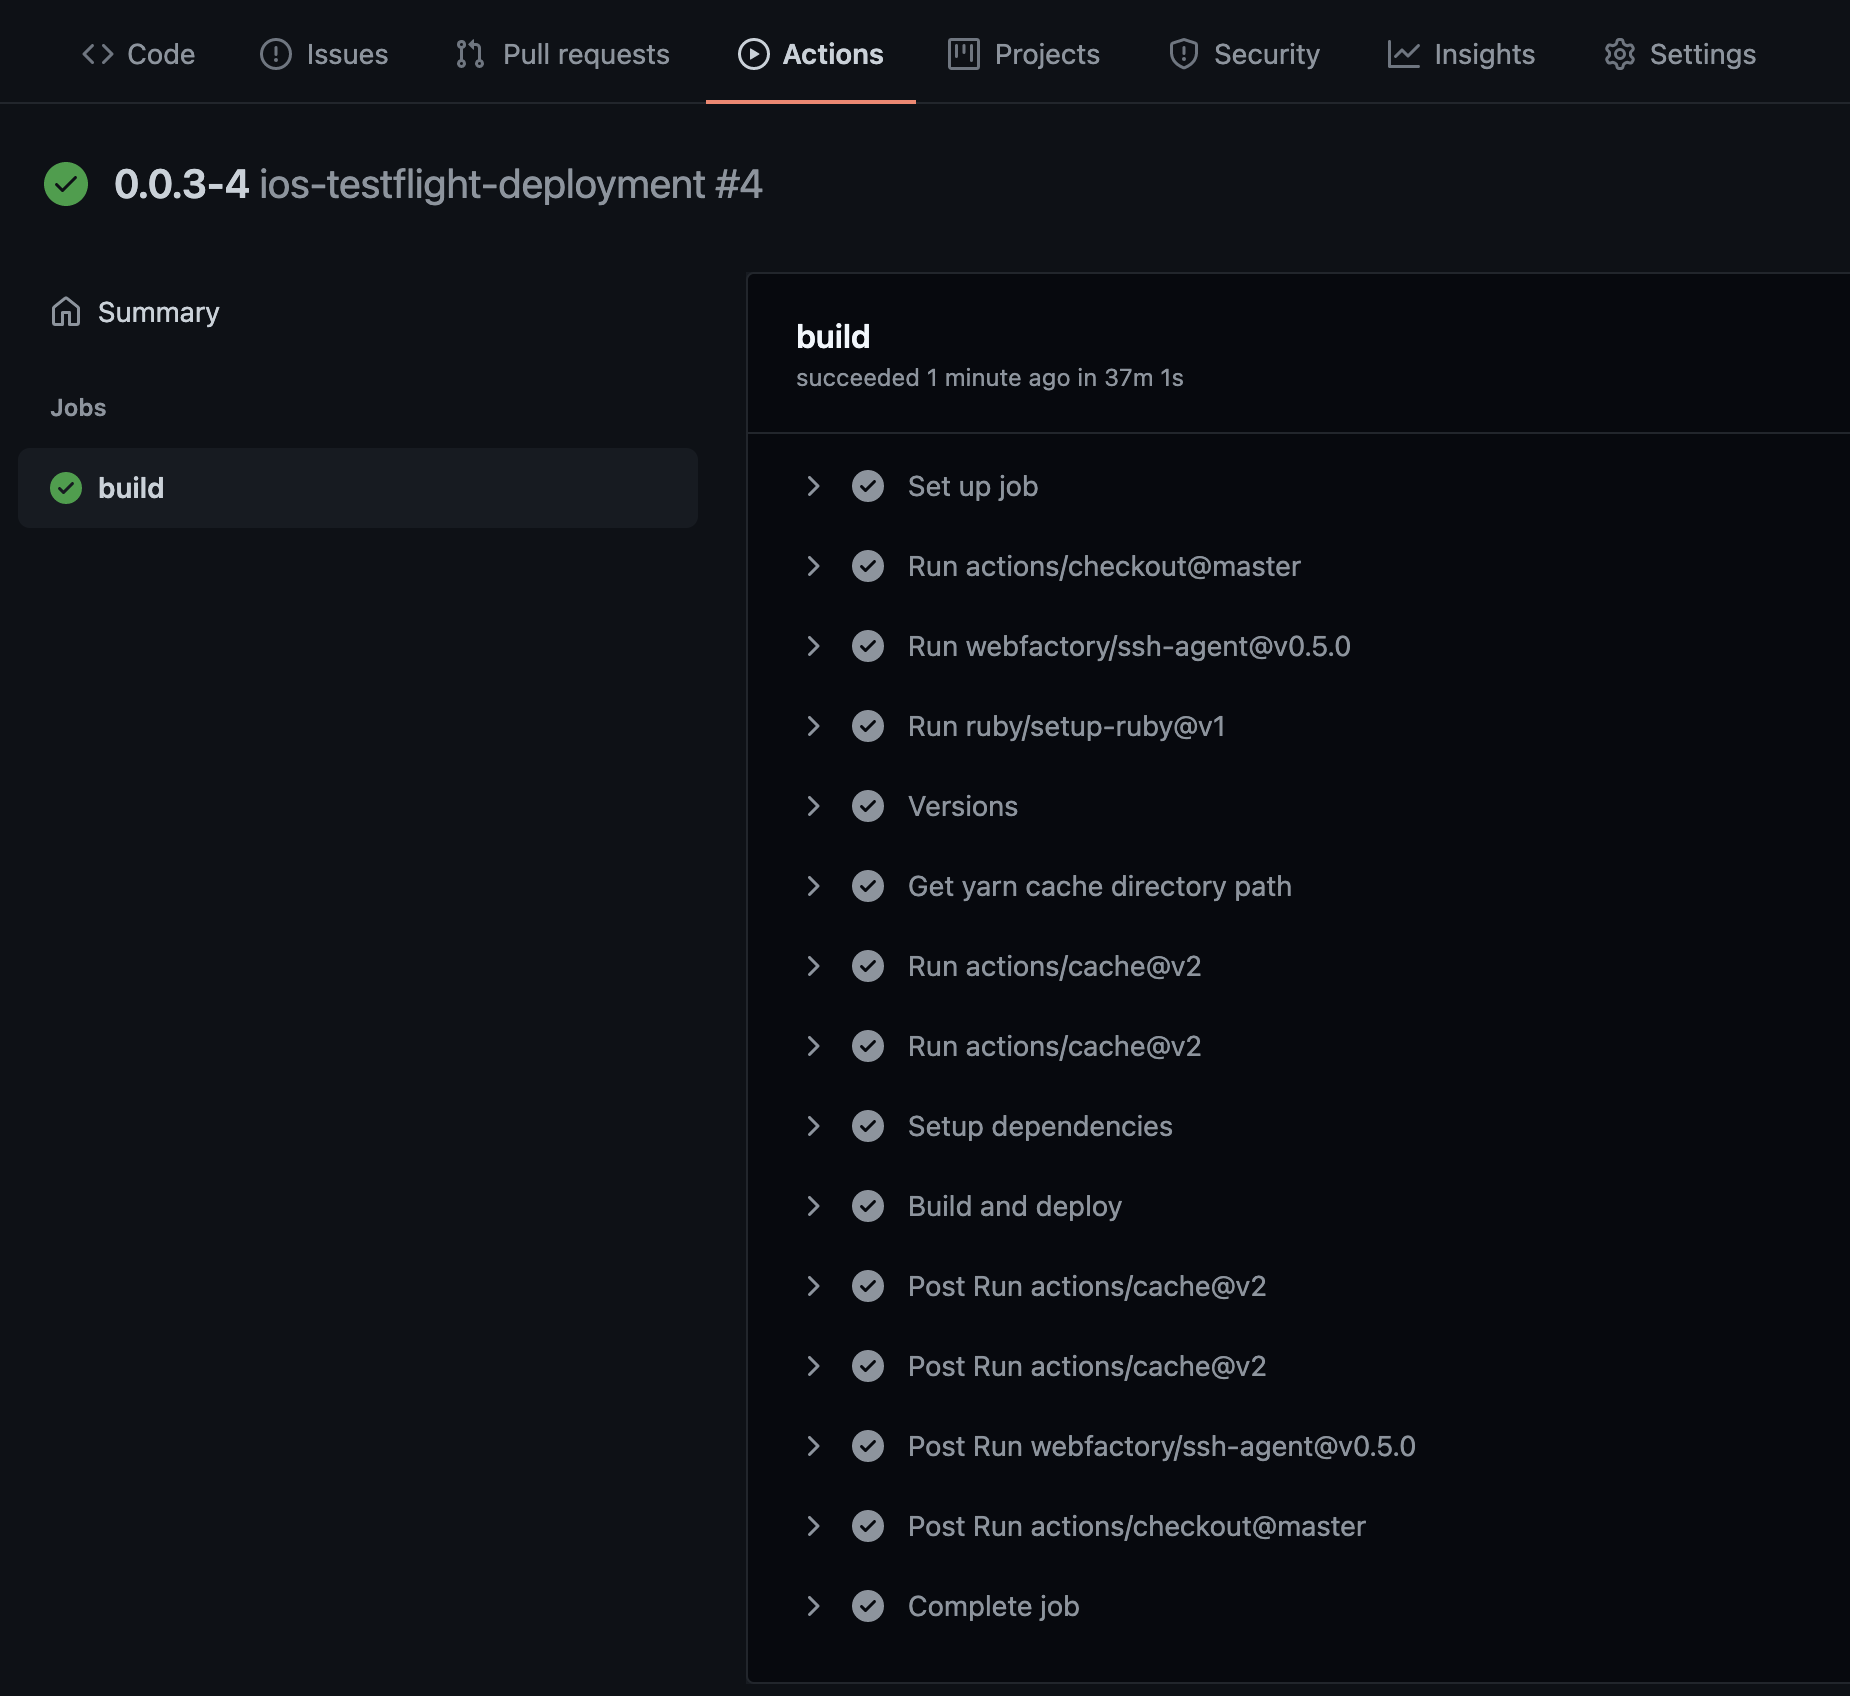 Code Issues Pull requests Actions Projects Security Insights Settings
0.0.3-4 ios-testflight-deployment #4
Summary
Jobs
build
build
succeeded 1 minute ago in 37m 1s
Set up job
Run actions/checkout@master
Run webfactory/ssh-agent@v0.5.0
Run ruby/setup-ruby@v1
Versions
Get yarn cache directory path
Run actions/cache@v2
Run actions/cache@v2
Setup dependencies
Build and deploy
Post Run actions/cache@v2
Post Run actions/cache@v2
Post Run webfactory/ssh-agent@v0.5.0
Post Run actions/checkout@master
Complete job